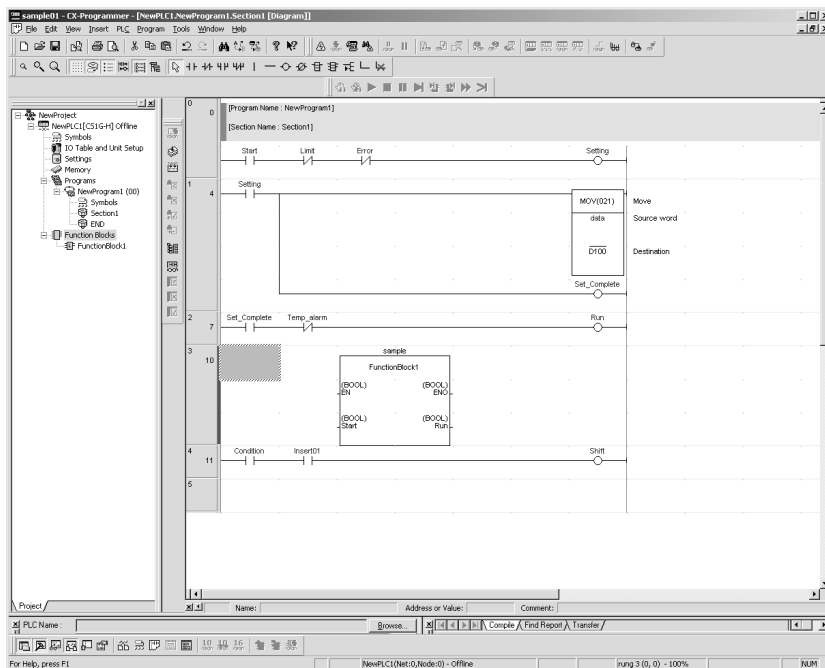 sample01 - CX-Programmer - [NewPLC1.NewProgram1.Section1 [Diagram]]
File Edit View Insert PLC Program Tools Window Help
NewProject
NewPLC1[CS1G-H] Offline
Symbols
IO Table and Unit Setup
Settings
Memory
Programs
NewProgram1 (00)
Symbols
Section1
END
Function Blocks
FunctionBlock1
Project
0
0
[Program Name : NewProgram1]
[Section Name : Section1]
Start Limit Error Setting
1
4
Setting
MOV(021) Move
data Source word
D100 Destination
Set_Complete
2
7
Set_Complete Temp_alarm Run
3
10
sample
FunctionBlock1
(BOOL) (BOOL)
EN ENO
(BOOL) (BOOL)
Start Run
4
11
Condition Insert01 Shift
5
Name: Address or Value: Comment:
PLC Name : Browse... Compile Find Report Transfer
10 10 16
For Help, press F1 NewPLC1(Net:0,Node:0) - Offline rung 3 (0, 0) - 100% NUM